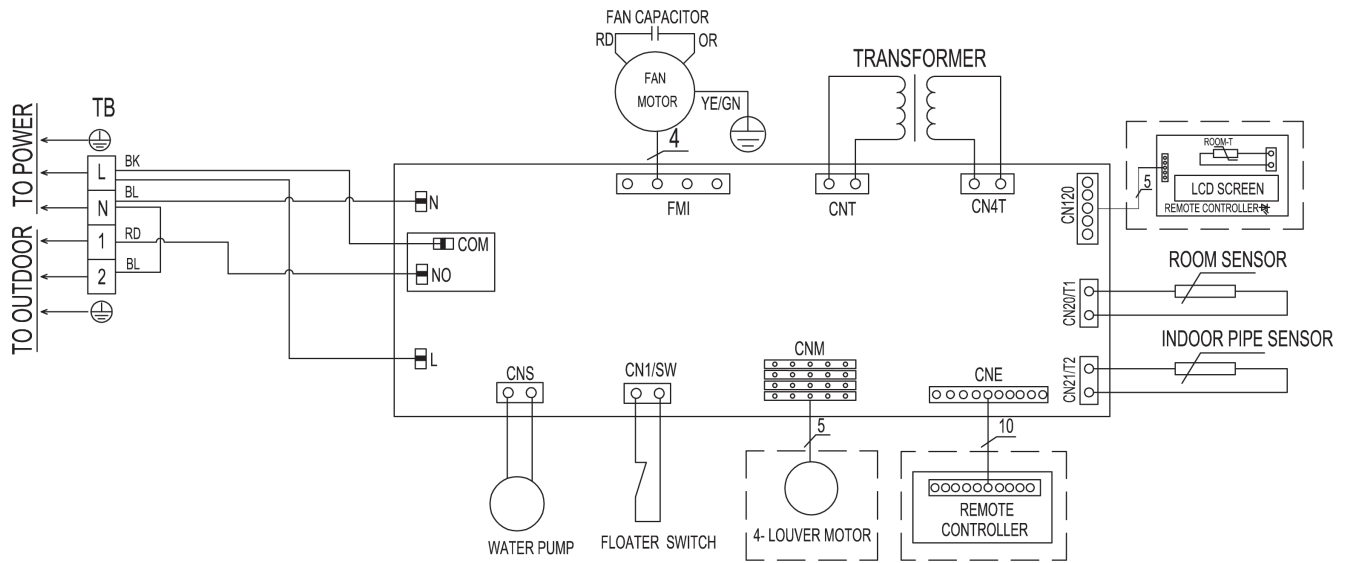 FAN CAPACITOR
RD
OR
FAN
MOTOR
YE/GN
4
TRANSFORMER
TB
TO POWER
TO OUTDOOR
L
N
1
2
BK
BL
RD
BL
N
COM
NO
L
FMI
CNT
CN4T
CN120
5
ROOM-T
LCD SCREEN
REMOTE CONTROLLER
ROOM SENSOR
CN20/T1
INDOOR PIPE SENSOR
CN21/T2
CNS
CN1/SW
CNM
CNE
5
10
WATER PUMP
FLOATER SWITCH
4- LOUVER MOTOR
REMOTE
CONTROLLER